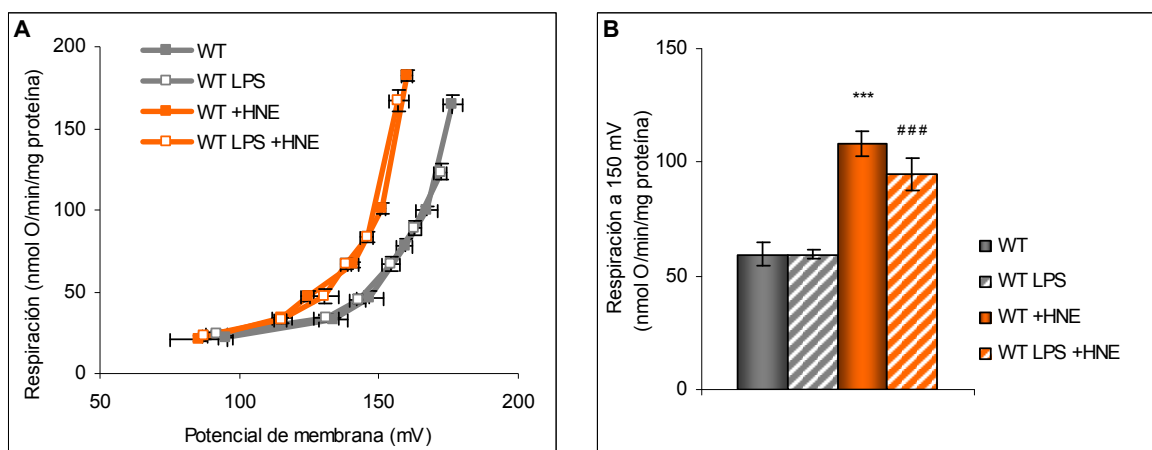 A
Respiración (nmol O/min/mg proteína)
200
150
100
50
0
WT
WT LPS
WT +HNE
WT LPS +HNE
50
100
150
200
Potencial de membrana (mV)
B
Respiración a 150 mV
(nmol O/min/mg proteína)
150
100
50
0
***
###
WT
WT LPS
WT +HNE
WT LPS +HNE